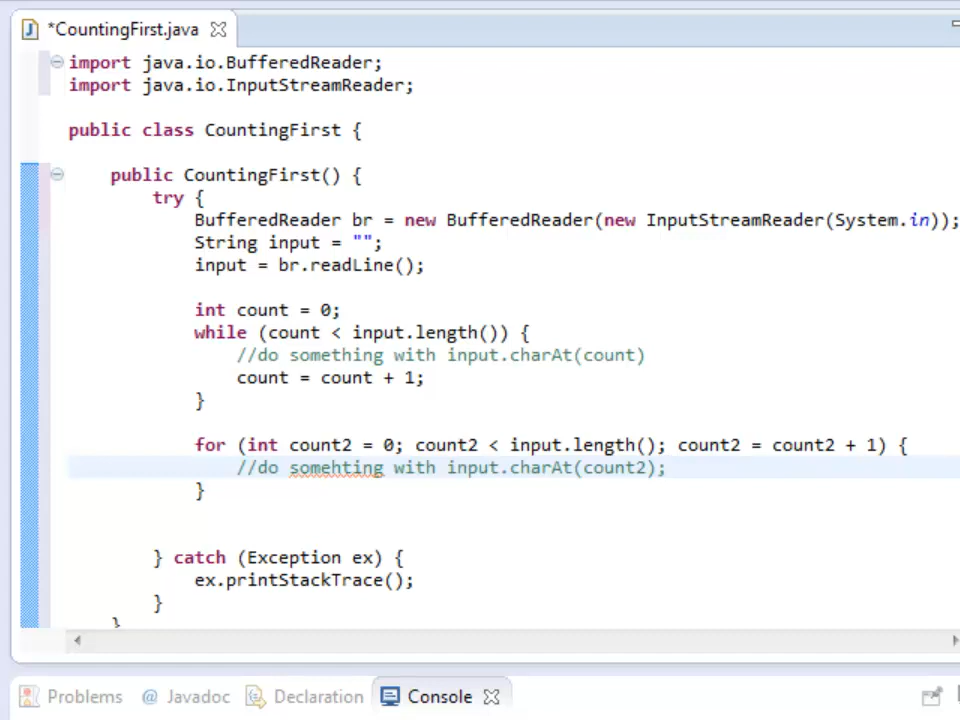 *CountingFirst.java
import java.io.BufferedReader;
import java.io.InputStreamReader;
public class CountingFirst {
public CountingFirst() {
try {
BufferedReader br = new BufferedReader(new InputStreamReader(System.in));
String input = "";
input = br.readLine();
int count = 0;
while (count < input.length()) {
//do something with input.charAt(count)
count = count + 1;
}
for (int count2 = 0; count2 < input.length(); count2 = count2 + 1) {
//do somehting with input.charAt(count2);
}
} catch (Exception ex) {
ex.printStackTrace();
}
}
Problems @ Javadoc Declaration Console